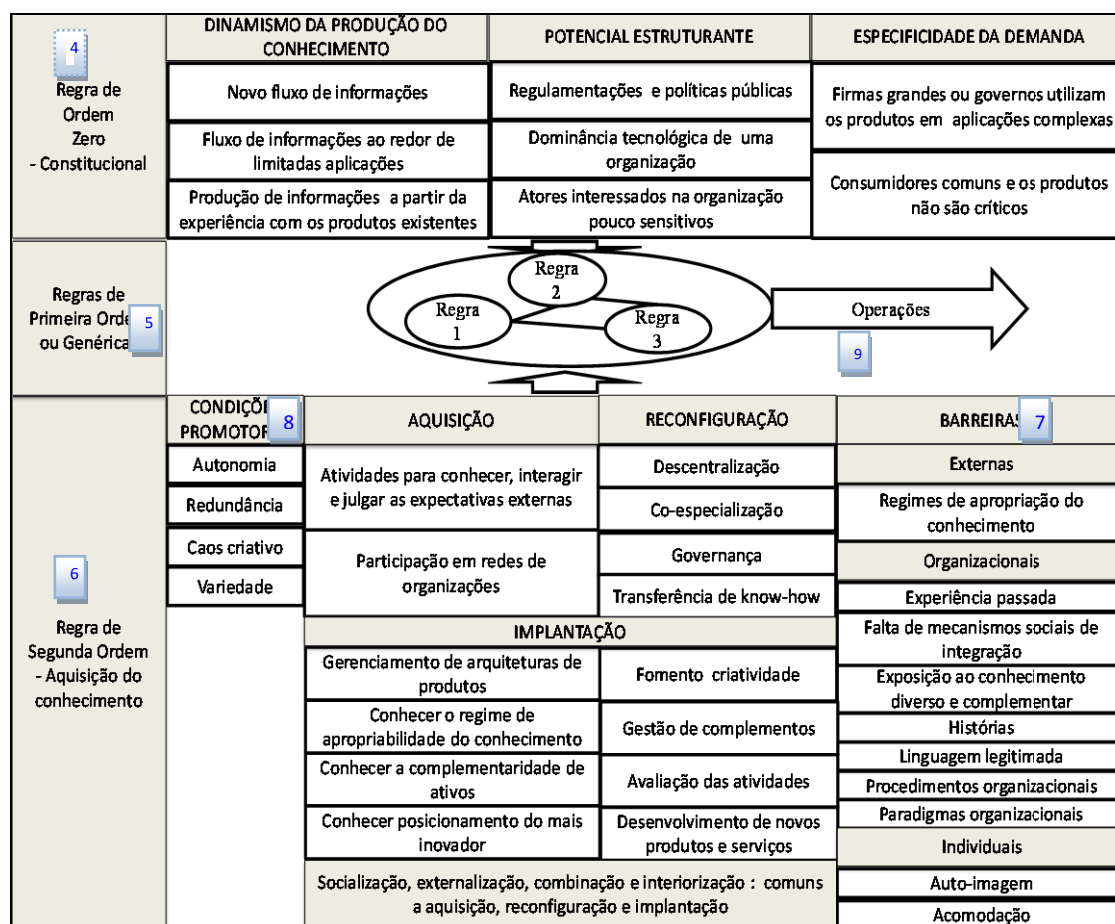 DINAMISMO DA PRODUÇÃO DO
CONHECIMENTO
POTENCIAL ESTRUTURANTE
ESPECIFICIDADE DA DEMANDA
4
Regra de
Ordem
Zero
- Constitucional
Novo fluxo de informações
Fluxo de informações ao redor de
limitadas aplicações
Produção de informações a partir da
experiência com os produtos existentes
Regulamentações e políticas públicas
Dominância tecnológica de uma
organização
Atores interessados na organização
pouco sensitivos
Firmas grandes ou governos utilizam
os produtos em aplicações complexas
Consumidores comuns e os produtos
não são críticos
Regras de
Primeira Orde
ou Genérica
5
Regra
1
Regra
2
Regra
3
Operações
9
CONDIÇÕE
PROMOTOR
8
AQUISIÇÃO
RECONFIGURAÇÃO
BARREIRAS
7
6
Regra de
Segunda Ordem
- Aquisição do
conhecimento
Autonomia
Redundância
Caos criativo
Variedade
Atividades para conhecer, interagir
e julgar as expectativas externas
Participação em redes de
organizações
Descentralização
Co-especialização
Governança
Transferência de know-how
IMPLANTAÇÃO
Gerenciamento de arquiteturas de
produtos
Conhecer o regime de
apropriabilidade do conhecimento
Conhecer a complementaridade de
ativos
Conhecer posicionamento do mais
inovador
Fomento criatividade
Gestão de complementos
Avaliação das atividades
Desenvolvimento de novos
produtos e serviços
Socialização, externalização, combinação e interiorização : comuns
a aquisição, reconfiguração e implantação
Externas
Regimes de apropriação do
conhecimento
Organizacionais
Experiência passada
Falta de mecanismos sociais de
integração
Exposição ao conhecimento
diverso e complementar
Histórias
Linguagem legitimada
Procedimentos organizacionais
Paradigmas organizacionais
Individuais
Auto-imagem
Acomodação